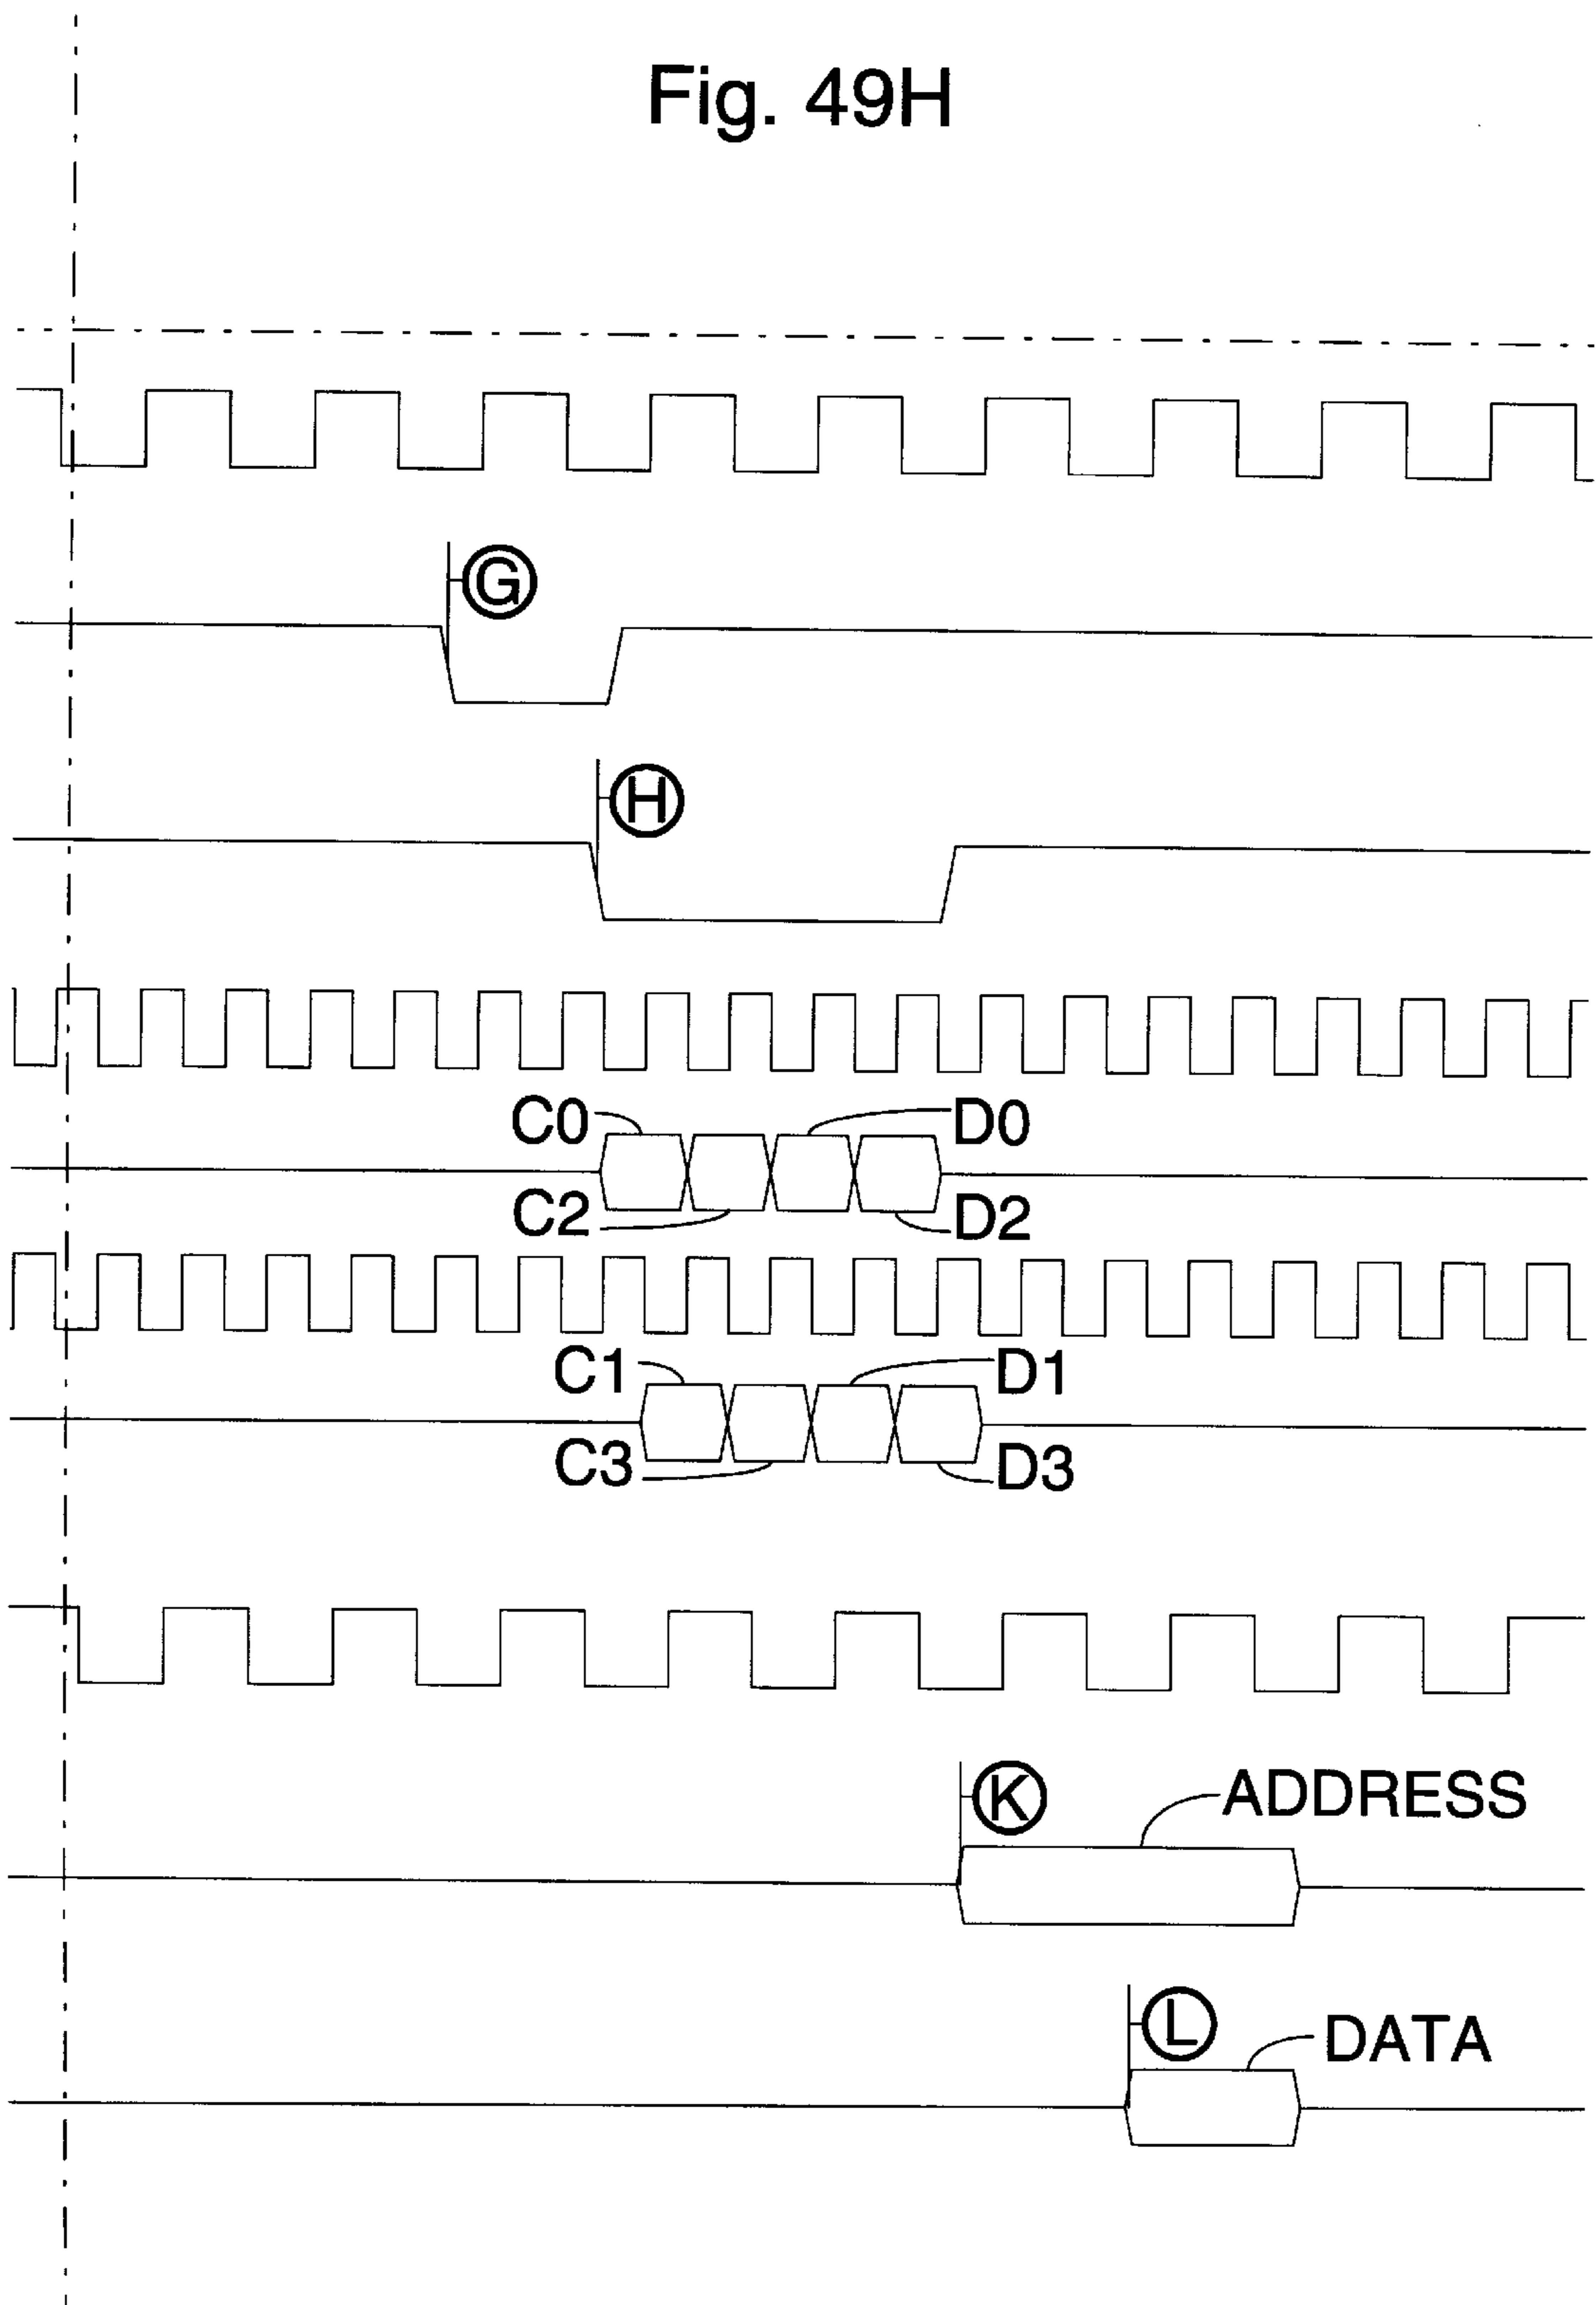 Fig. 49H
G
H
C0 D0
C2 D2
C1 D1
C3 D3
K ADDRESS
L DATA